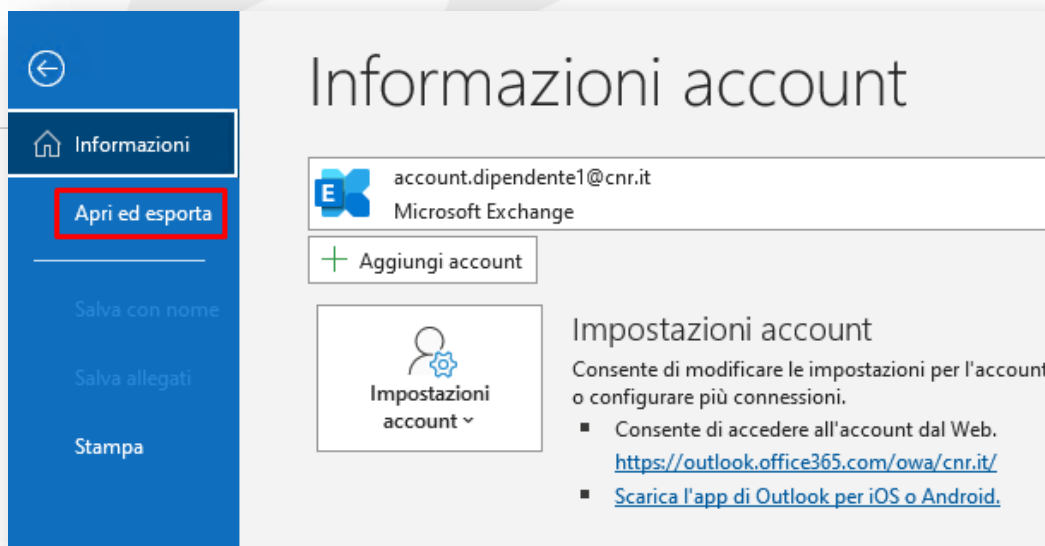 Informazioni account
Informazioni
Apri ed esporta
Salva con nome
Salva allegati
Stampa
E
account.dipendente1@cnr.it
Microsoft Exchange
Aggiungi account
Impostazioni
account
Impostazioni account
Consente di modificare le impostazioni per l'account
o configurare più connessioni.
Consente di accedere all'account dal Web.
https://outlook.office365.com/owa/cnr.it/
Scarica l'app di Outlook per iOS o Android.